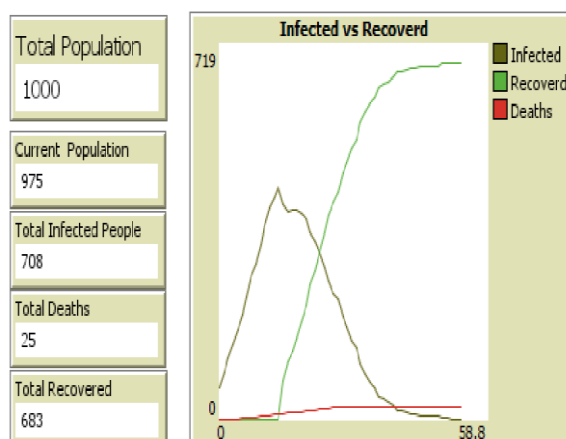 Total Population
1000
Current Population
975
Total Infected People
708
Total Deaths
25
Total Recovered
683
Infected vs Recoverd
719
0
0
58.8
Infected
Recoverd
Deaths